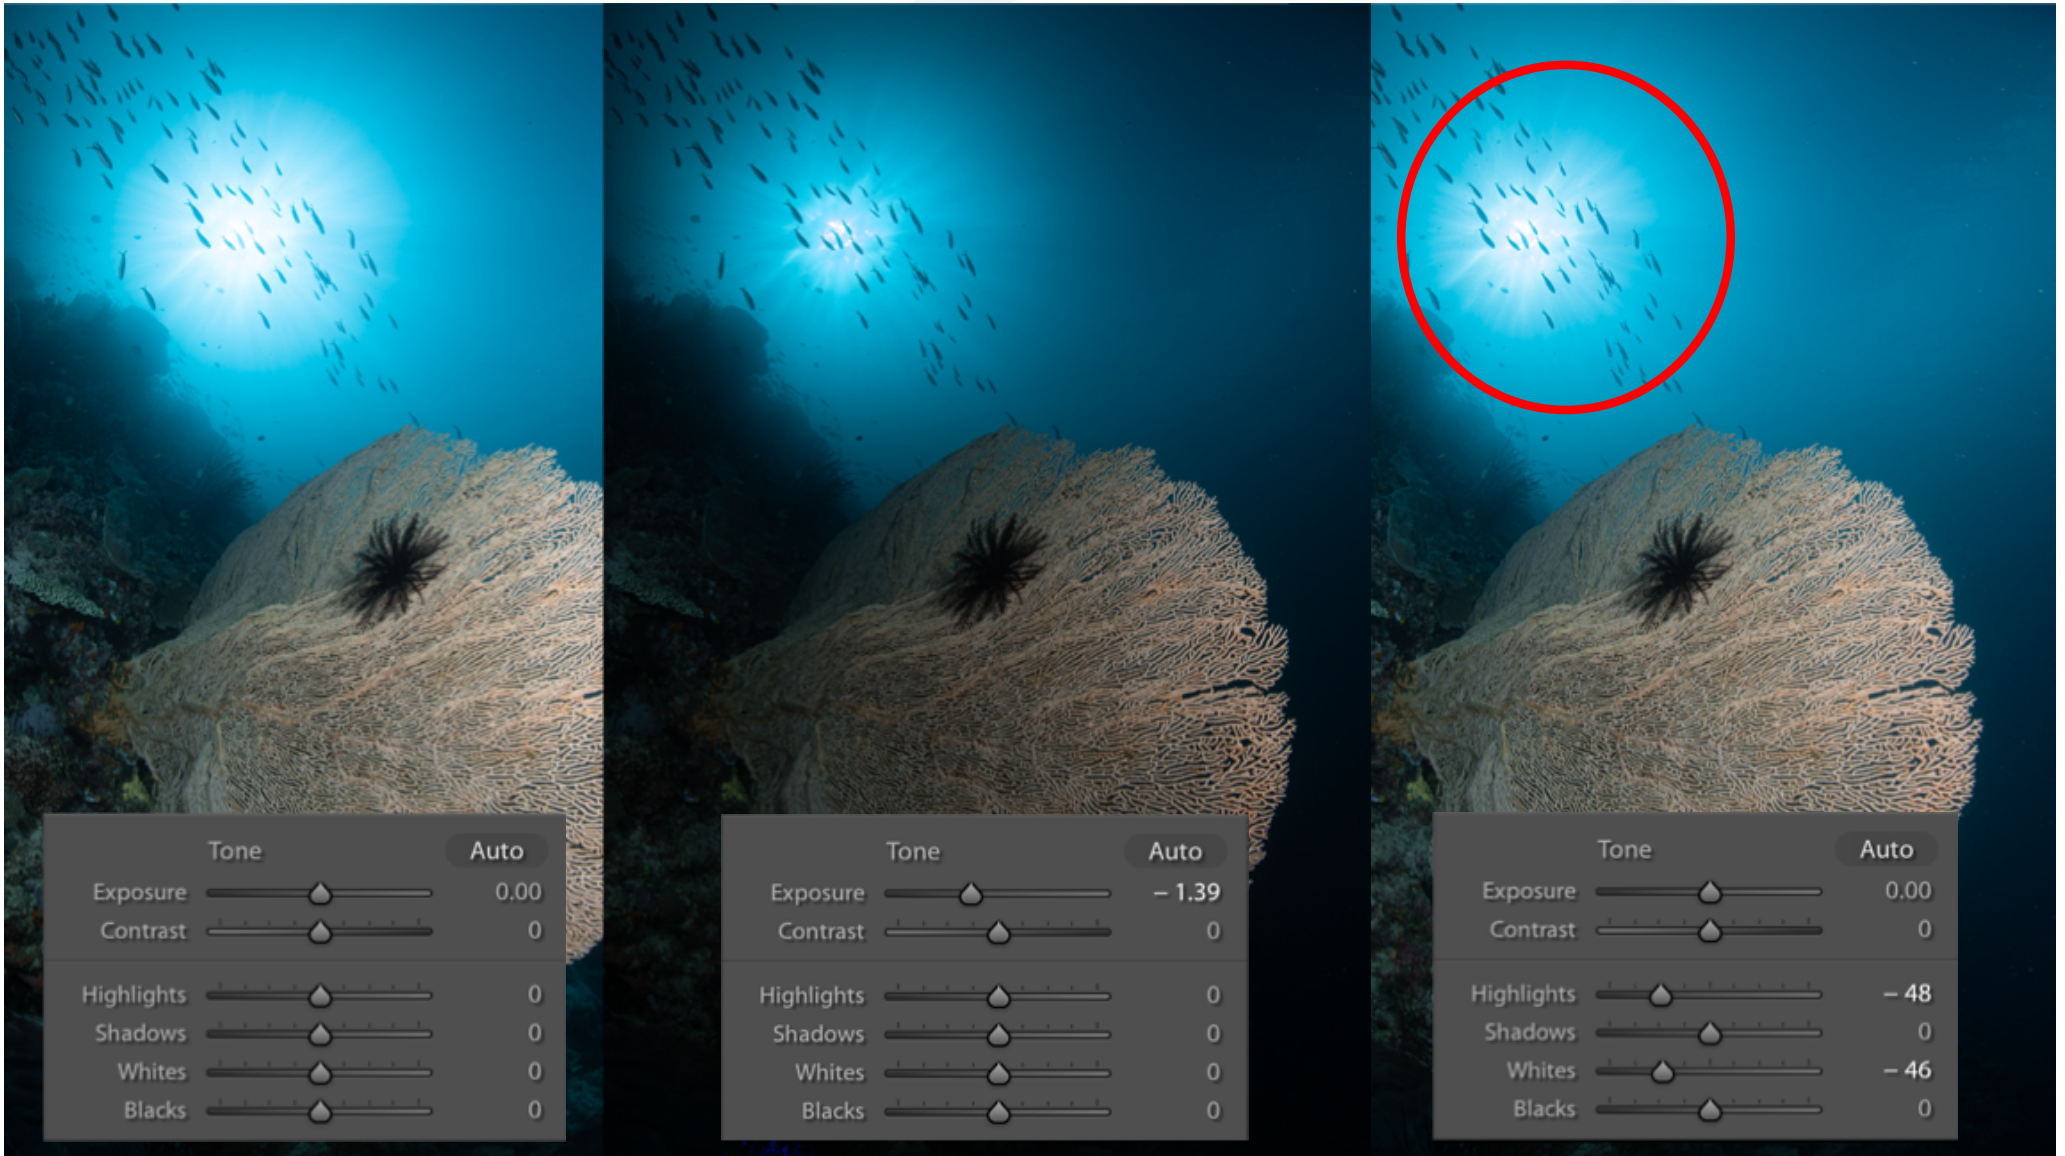 Tone Auto
Exposure 0.00
Contrast 0
Highlights 0
Shadows 0
Whites 0
Blacks 0
Tone Auto
Exposure – 1.39
Contrast 0
Highlights 0
Shadows 0
Whites 0
Blacks 0
Tone Auto
Exposure 0.00
Contrast 0
Highlights – 48
Shadows 0
Whites – 46
Blacks 0